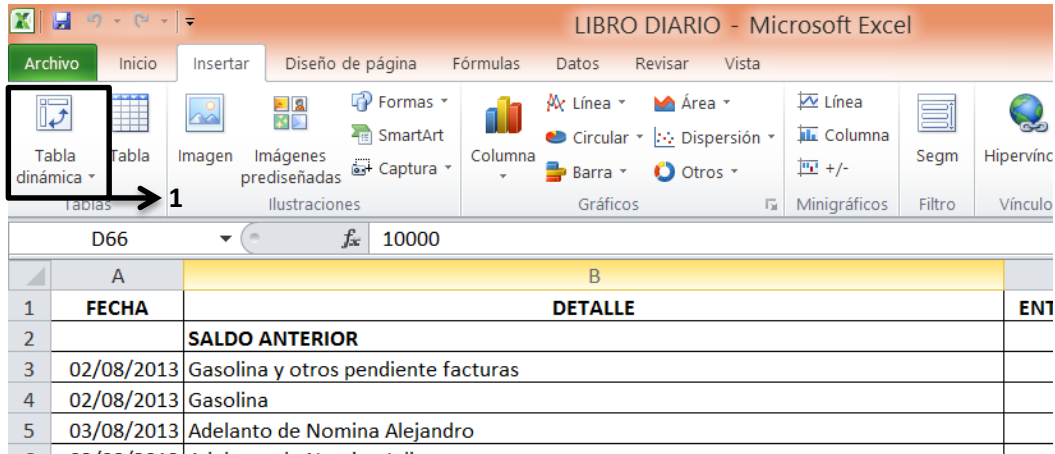 LIBRO DIARIO - Microsoft Excel
Archivo Inicio Insertar Diseño de página Fórmulas Datos Revisar Vista
Tabla dinámica
Tabla
Imagen
Imágenes prediseñadas
Formas
SmartArt
Captura
Columna
Línea
Circular
Barra
Área
Dispersión
Otros
Línea
Columna
+/-
Segm
Tablas
1
Ilustraciones
Gráficos
Minigráficos
Filtro
D66 fx 10000
A B
1 FECHA DETALLE
2 SALDO ANTERIOR
3 02/08/2013 Gasolina y otros pendiente facturas
4 02/08/2013 Gasolina
5 03/08/2013 Adelanto de Nomina Alejandro